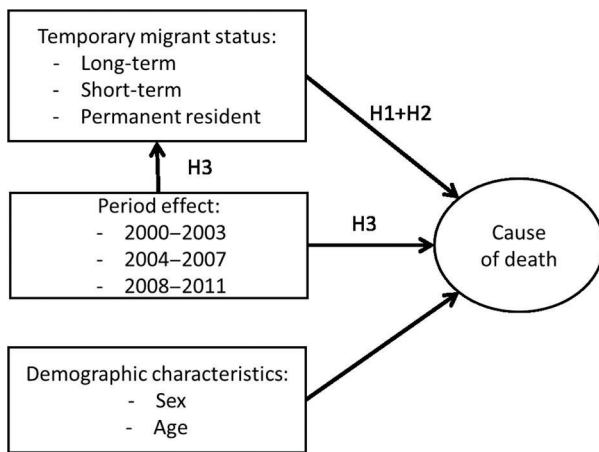 Temporary migrant status:
- Long-term
- Short-term
- Permanent resident
H1+H2
H3
Period effect:
- 2000–2003
- 2004–2007
- 2008–2011
H3
Cause
of death
Demographic characteristics:
- Sex
- Age